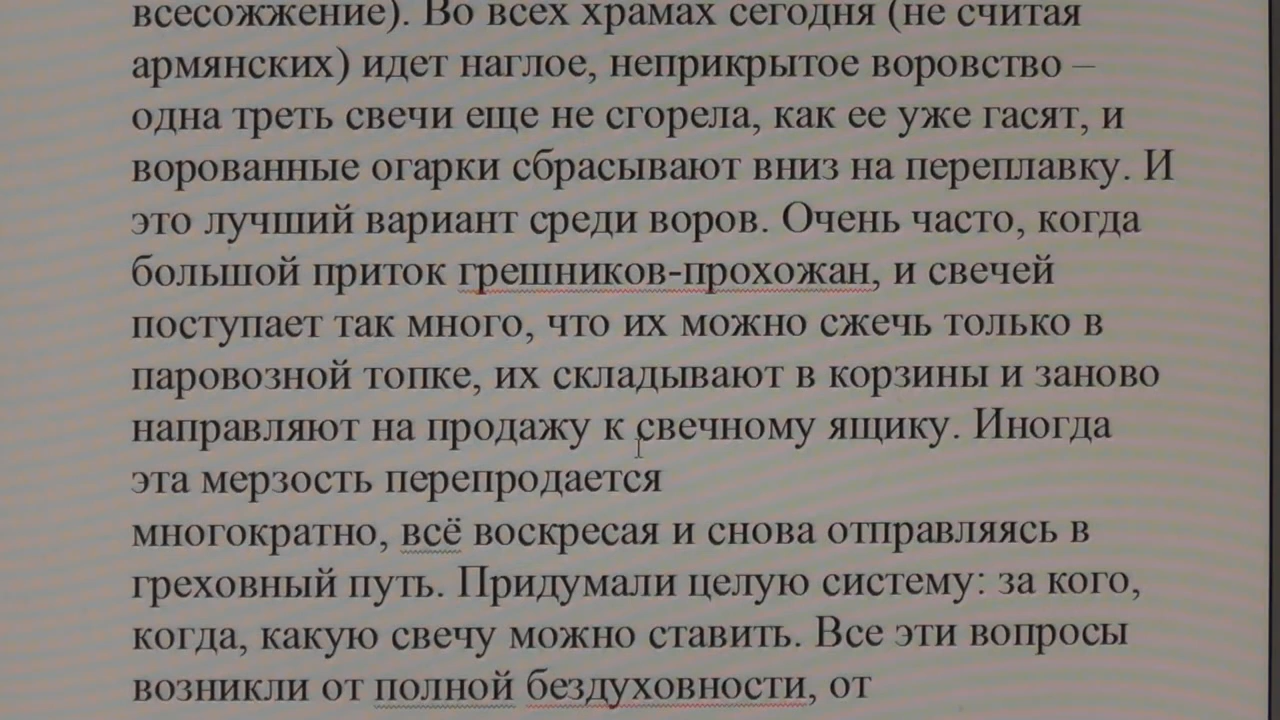 всесожжение). Во всех храмах сегодня (не считая
армянских) идет наглое, неприкрытое воровство –
одна треть свечи еще не сгорела, как ее уже гасят, и
ворованные огарки сбрасывают вниз на переплавку. И
это лучший вариант среди воров. Очень часто, когда
большой приток грешников-прохожан, и свечей
поступает так много, что их можно сжечь только в
паровозной топке, их складывают в корзины и заново
направляют на продажу к свечному ящику. Иногда
эта мерзость перепродается
многократно, всё воскресая и снова отправляясь в
греховный путь. Придумали целую систему: за кого,
когда, какую свечу можно ставить. Все эти вопросы
возникли от полной бездуховности, от